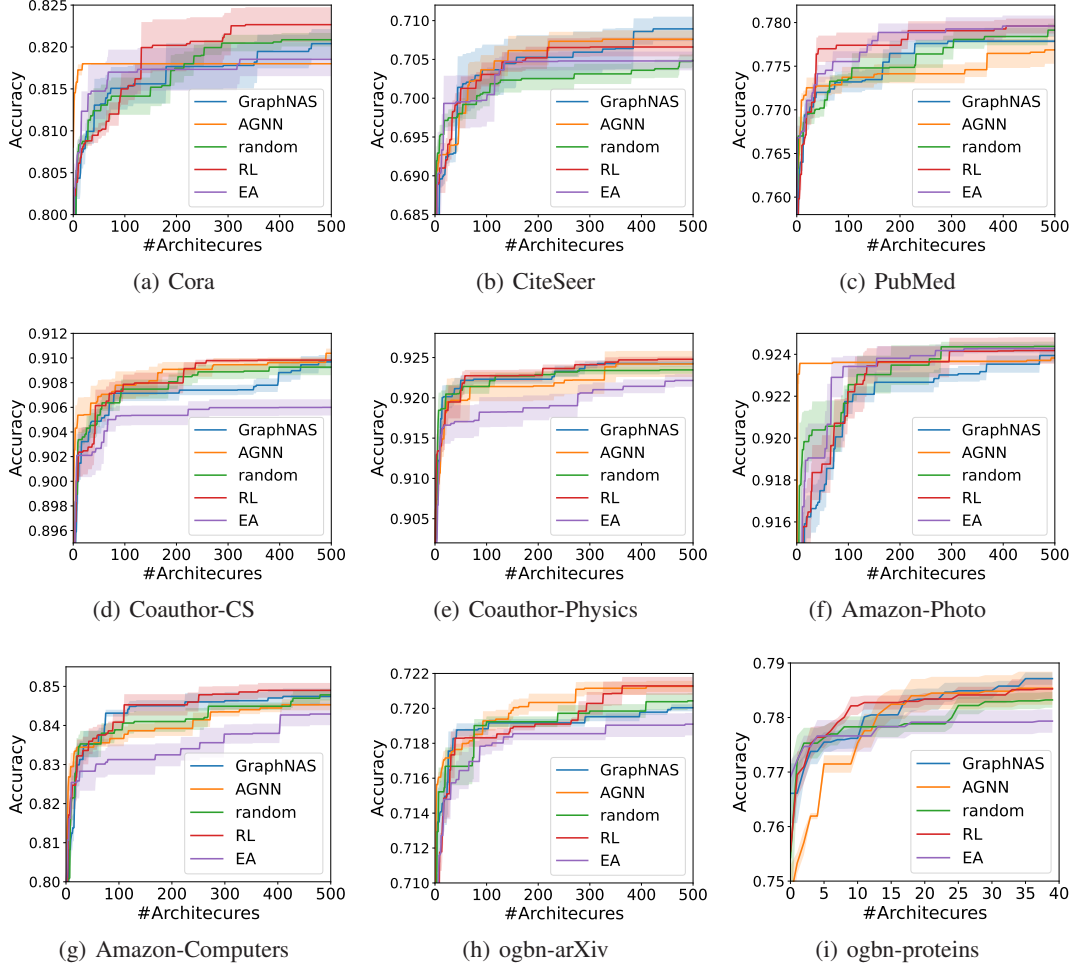 0.825
0.820
0.815
0.810
0.805
0.800
Accuracy
GraphNAS
AGNN
random
RL
EA
0 100 200 300 400 500
#Architecures
(a) Cora
0.710
0.705
0.700
0.695
0.690
0.685
Accuracy
GraphNAS
AGNN
random
RL
EA
0 100 200 300 400 500
#Architecures
(b) CiteSeer
0.780
0.775
0.770
0.765
0.760
Accuracy
GraphNAS
AGNN
random
RL
EA
0 100 200 300 400 500
#Architecures
(c) PubMed
0.912
0.910
0.908
0.906
0.904
0.902
0.900
0.898
0.896
Accuracy
GraphNAS
AGNN
random
RL
EA
0 100 200 300 400 500
#Architecures
(d) Coauthor-CS
0.925
0.920
0.915
0.910
0.905
Accuracy
GraphNAS
AGNN
random
RL
EA
0 100 200 300 400 500
#Architecures
(e) Coauthor-Physics
0.924
0.922
0.920
0.918
0.916
Accuracy
GraphNAS
AGNN
random
RL
EA
0 100 200 300 400 500
#Architecures
(f) Amazon-Photo
0.85
0.84
0.83
0.82
0.81
0.80
Accuracy
GraphNAS
AGNN
random
RL
EA
0 100 200 300 400 500
#Architecures
(g) Amazon-Computers
0.722
0.720
0.718
0.716
0.714
0.712
0.710
Accuracy
GraphNAS
AGNN
random
RL
EA
0 100 200 300 400 500
#Architecures
(h) ogbn-arXiv
0.79
0.78
0.77
0.76
0.75
Accuracy
GraphNAS
AGNN
random
RL
EA
0 5 10 15 20 25 30 35 40
#Architecures
(i) ogbn-proteins